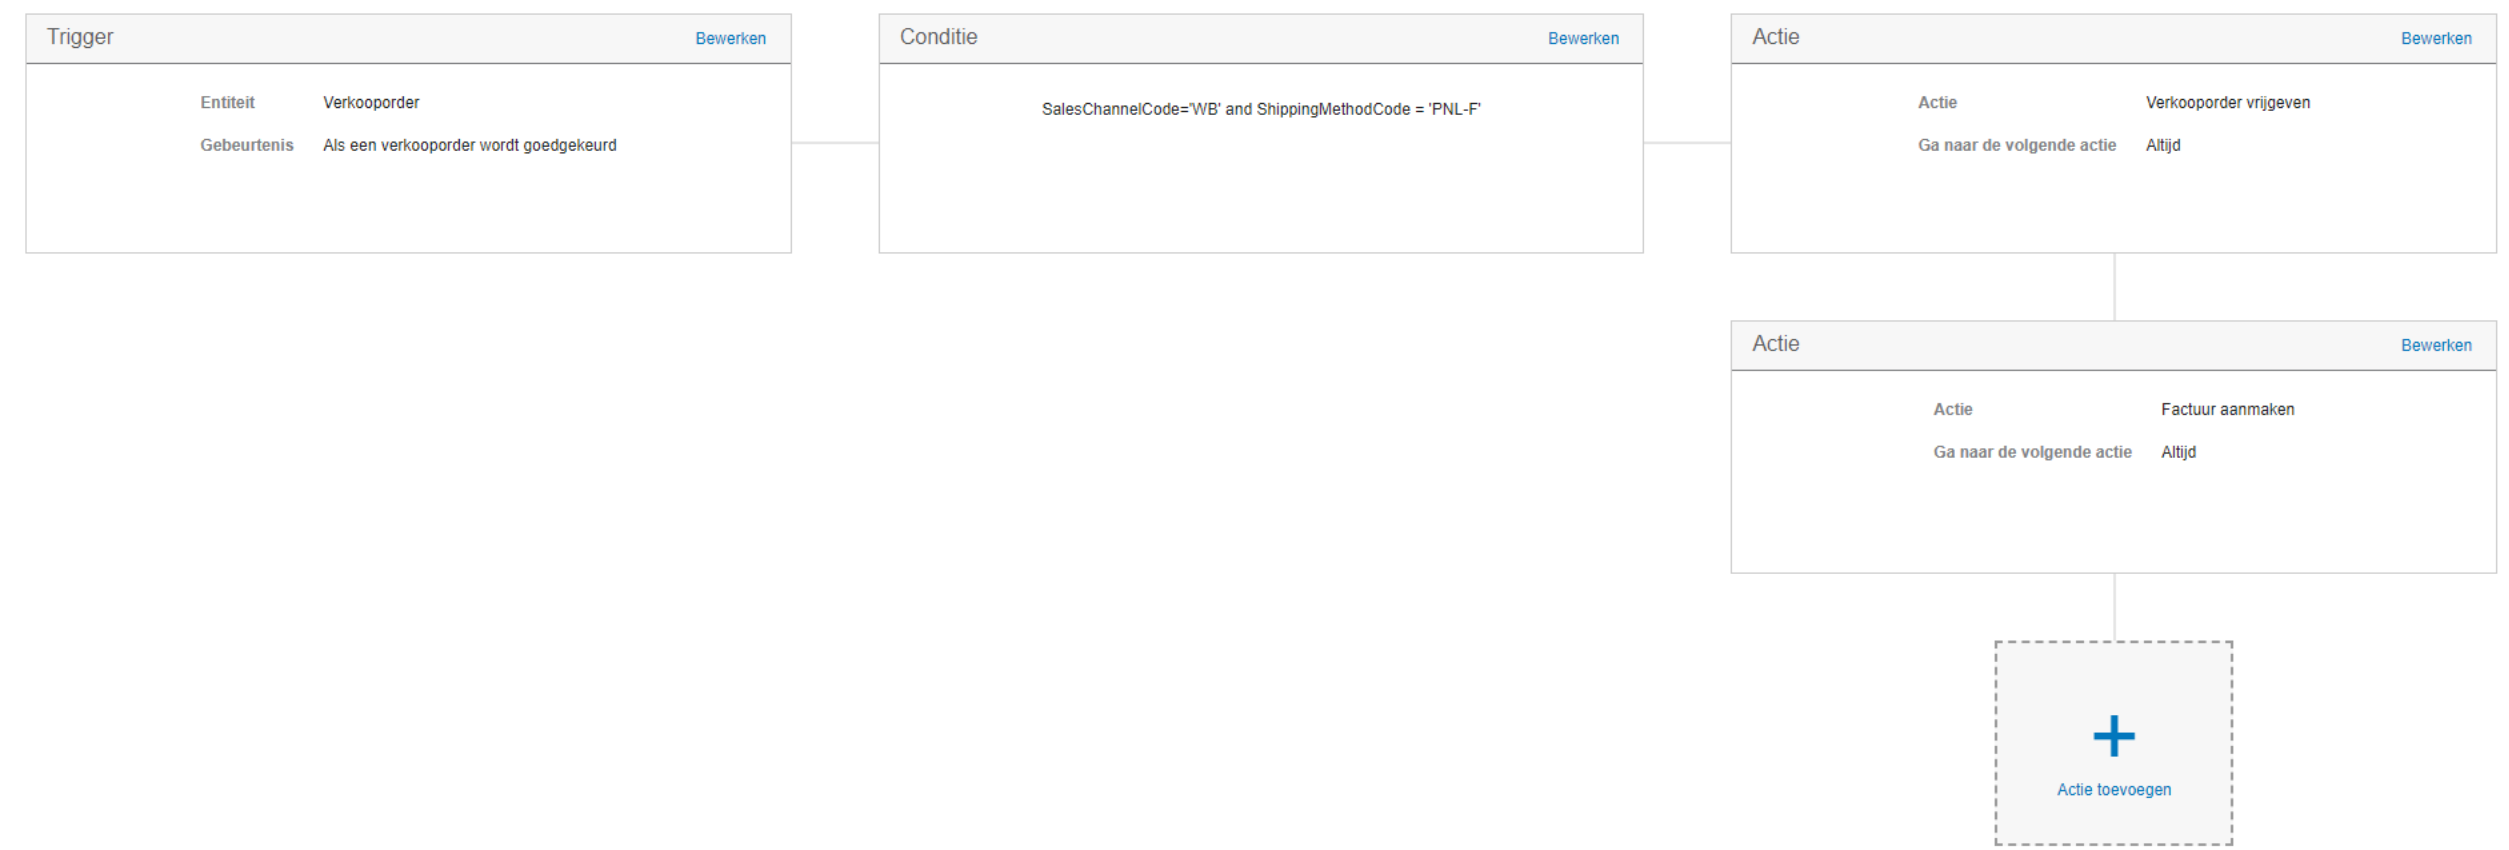 Trigger
Bewerken
Entiteit Verkooporder
Gebeurtenis Als een verkooporder wordt goedgekeurd
Conditie
Bewerken
SalesChannelCode='WB' and ShippingMethodCode = 'PNL-F'
Actie
Bewerken
Actie Verkooporder vrijgeven
Ga naar de volgende actie Altijd
Actie
Bewerken
Actie Factuur aanmaken
Ga naar de volgende actie Altijd
Actie toevoegen